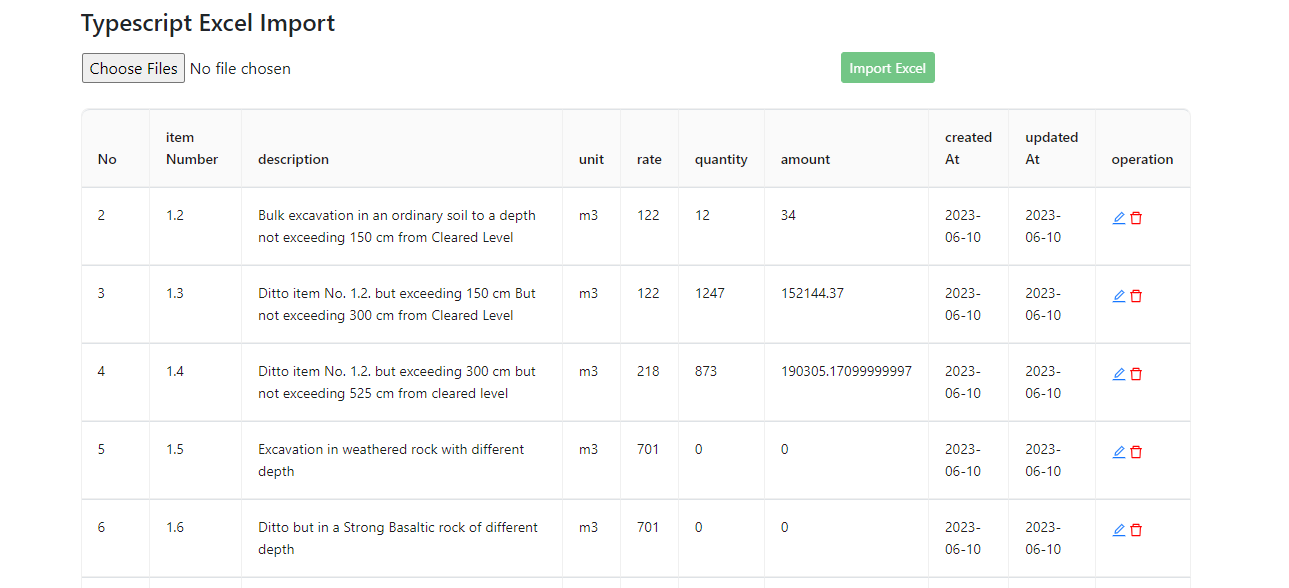 Typescript Excel Import
Choose Files No file chosen
Import Excel
No item Number description unit rate quantity amount created At updated At operation
2 1.2 Bulk excavation in an ordinary soil to a depth m3 122 12 34 2023- 2023-
not exceeding 150 cm from Cleared Level 06-10 06-10
3 1.3 Ditto item No. 1.2. but exceeding 150 cm But m3 122 1247 152144.37 2023- 2023-
not exceeding 300 cm from Cleared Level 06-10 06-10
4 1.4 Ditto item No. 1.2. but exceeding 300 cm but m3 218 873 190305.17099999997 2023- 2023-
not exceeding 525 cm from cleared level 06-10 06-10
5 1.5 Excavation in weathered rock with different m3 701 0 0 2023- 2023-
depth 06-10 06-10
6 1.6 Ditto but in a Strong Basaltic rock of different m3 701 0 0 2023- 2023-
depth 06-10 06-10